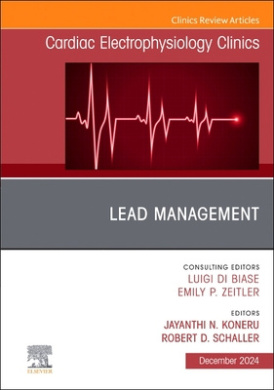 Clinics Review Articles
Cardiac Electrophysiology Clinics
LEAD MANAGEMENT
CONSULTING EDITORS
LUIGI DI BIASE
EMILY P. ZEITLER
EDITORS
JAYANTHI N. KONERU
ROBERT D. SCHALLER
ELSEVIER
December 2024